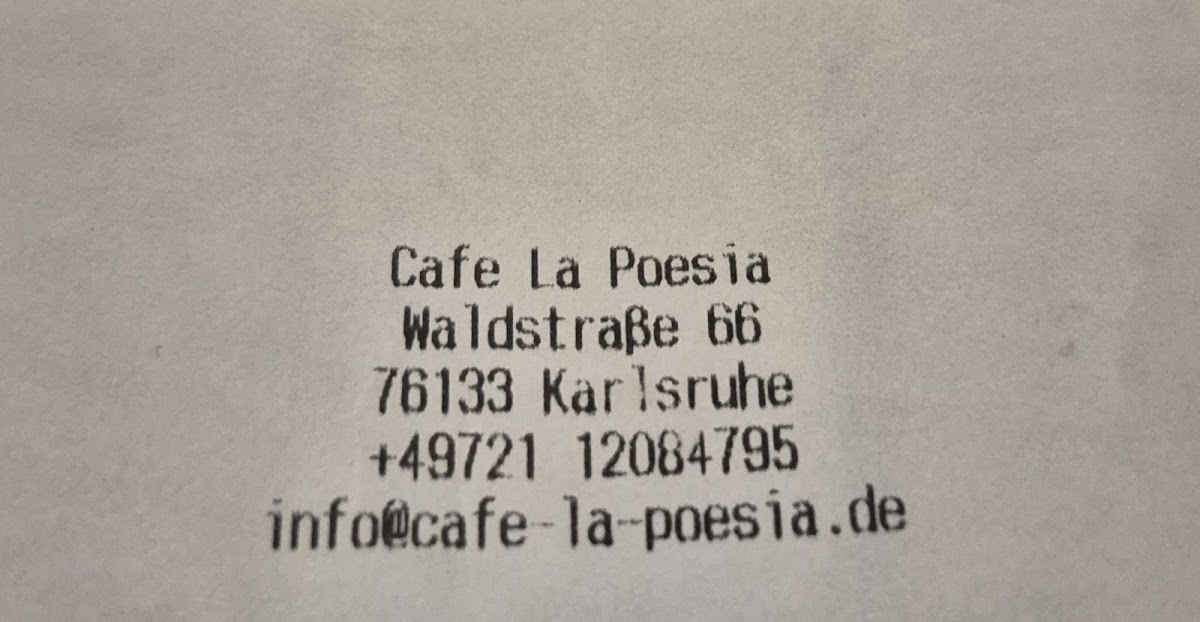 Cafe La Poesia
Waldstraße 66
76133 Karlsruhe
+49721 12084795
info@cafe-la-poesia.de